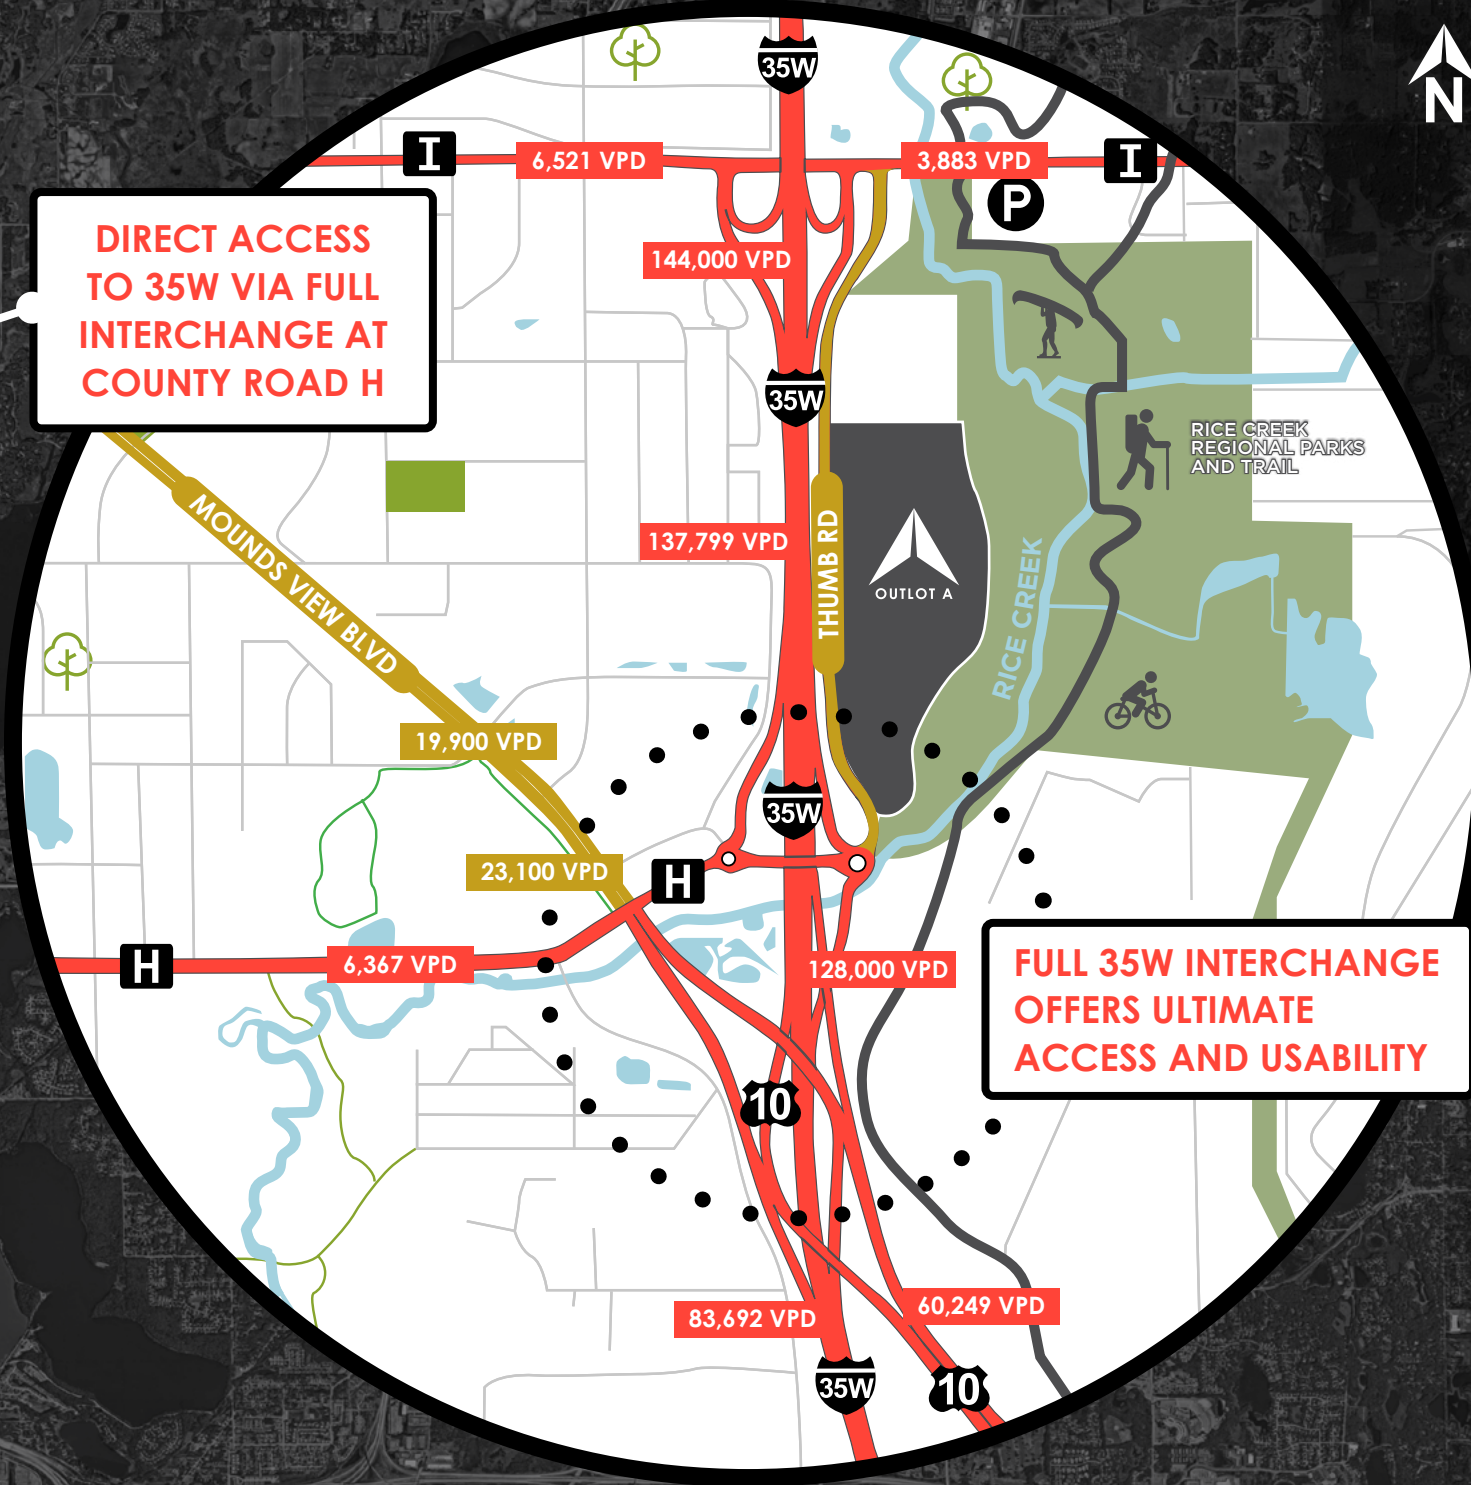 35W
N
I
6,521 VPD
3,883 VPD
I
P
DIRECT ACCESS
TO 35W VIA FULL
INTERCHANGE AT
COUNTY ROAD H
144,000 VPD
35W
RICE CREEK
REGIONAL PARKS
AND TRAIL
MOUNDS VIEW BLVD
137,799 VPD
THUMB RD
OUTLOT A
RICE CREEK
19,900 VPD
35W
23,100 VPD
H
H
6,367 VPD
128,000 VPD
FULL 35W INTERCHANGE
OFFERS ULTIMATE
ACCESS AND USABILITY
10
83,692 VPD
60,249 VPD
35W
10